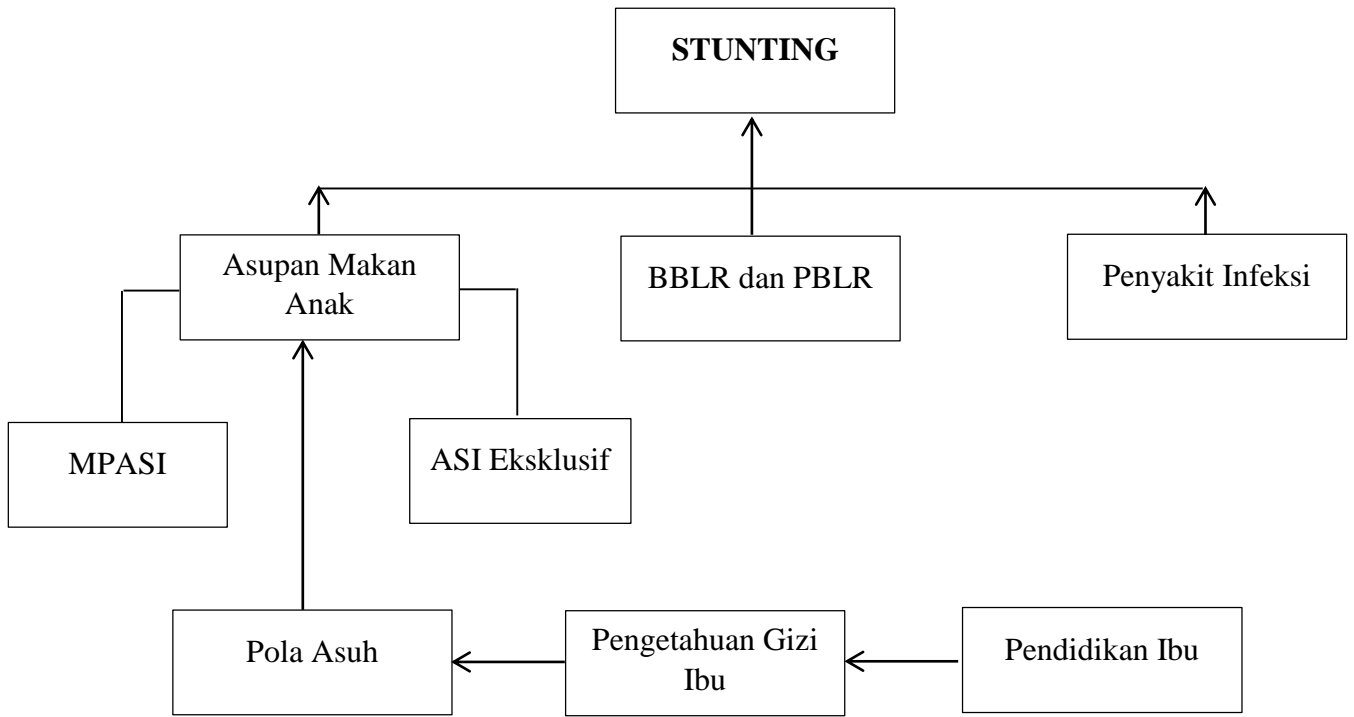 STUNTING
Asupan Makan
Anak
BBLR dan PBLR
Penyakit Infeksi
MPASI
ASI Eksklusif
Pola Asuh
Pengetahuan Gizi
Ibu
Pendidikan Ibu